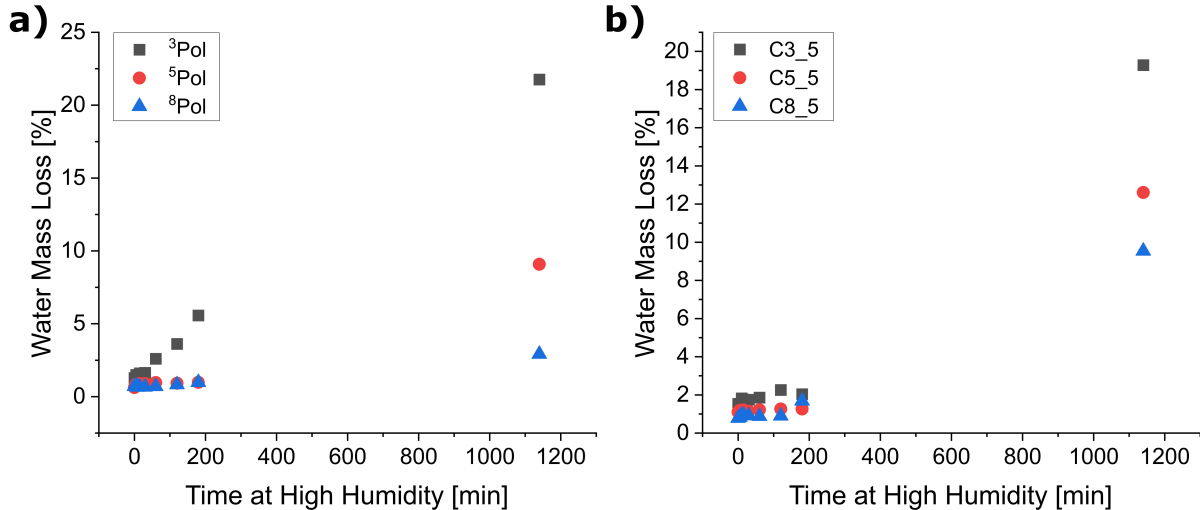 a)
25
20
15
10
5
0
Water Mass Loss [%]
³Pol
⁵Pol
⁸Pol
0 200 400 600 800 1000 1200
Time at High Humidity [min]
b)
20
18
16
14
12
10
8
6
4
2
0
Water Mass Loss [%]
C3_5
C5_5
C8_5
0 200 400 600 800 1000 1200
Time at High Humidity [min]